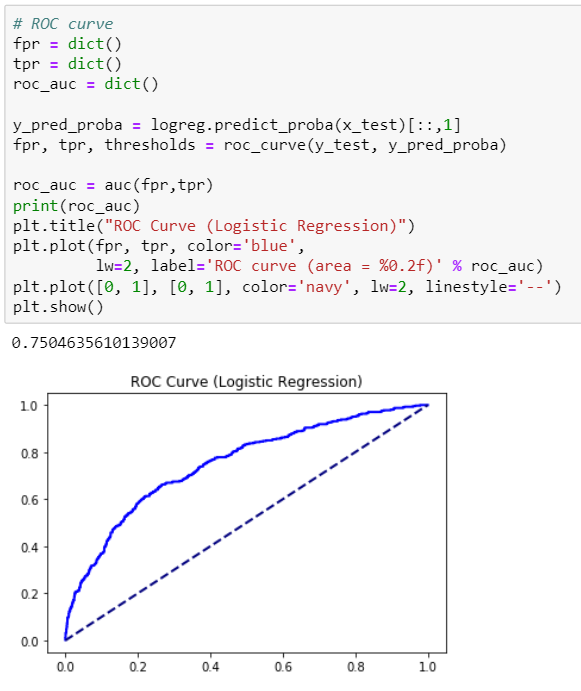 # ROC curve
fpr = dict()
tpr = dict()
roc_auc = dict()
y_pred_proba = logreg.predict_proba(x_test)[::,1]
fpr, tpr, thresholds = roc_curve(y_test, y_pred_proba)
roc_auc = auc(fpr,tpr)
print(roc_auc)
plt.title("ROC Curve (Logistic Regression)")
plt.plot(fpr, tpr, color='blue',
         lw=2, label='ROC curve (area = %0.2f)' % roc_auc)
plt.plot([0, 1], [0, 1], color='navy', lw=2, linestyle='--')
plt.show()
0.7504635610139007
ROC Curve (Logistic Regression)
1.0
0.8
0.6
0.4
0.2
0.0
0.0 0.2 0.4 0.6 0.8 1.0